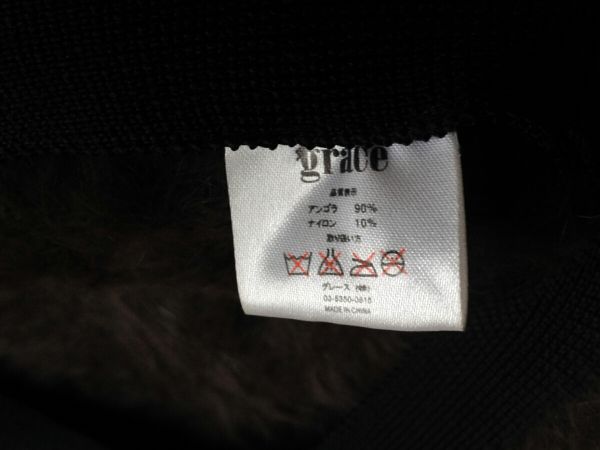 grace
品質表示
アンゴラ 90%
ナイロン 10%
取り扱い方
グレース (株)
03-5350-0815
MADE IN CHINA